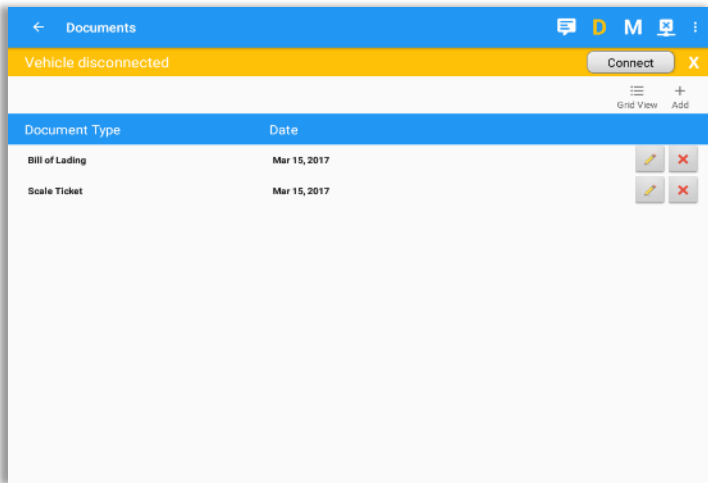 Documents D M
Vehicle disconnected Connect X
Grid View Add
Document Type Date
Bill of Lading Mar 15, 2017
Scale Ticket Mar 15, 2017